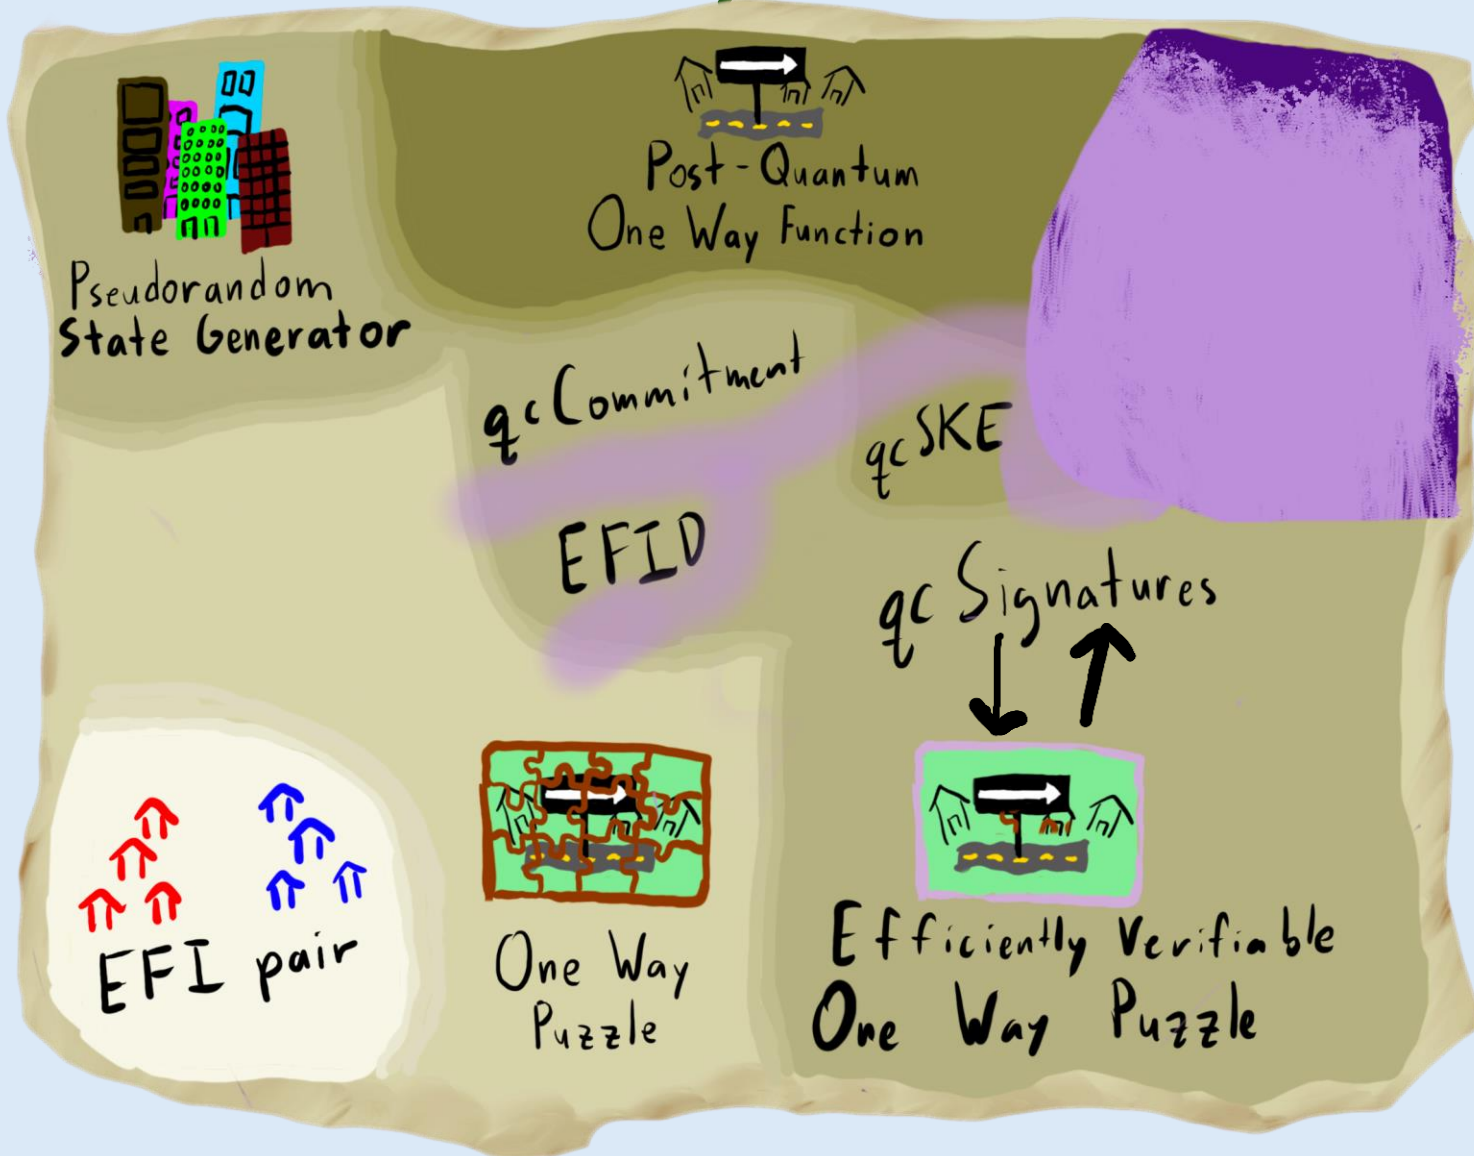 Post-Quantum
One Way Function
Pseudorandom
State Generator
qcCommitment
qcSKE
EFID
qc Signatures
EFI pair
One Way
Puzzle
Efficiently Verifiable
One Way Puzzle